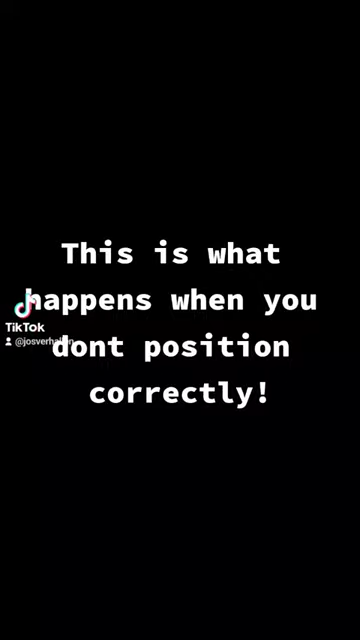 This is what
happens when you
TikTok
dont position
correctly!